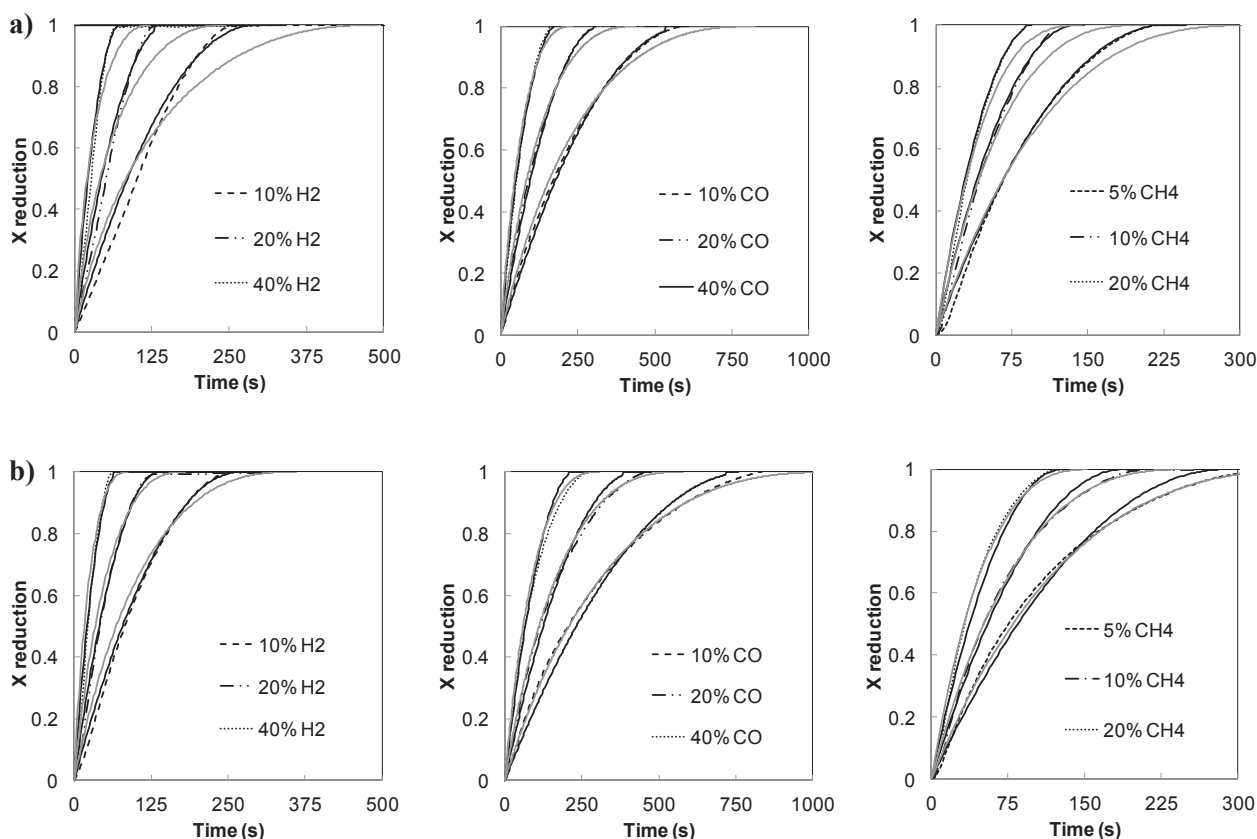 a)
X reduction
1
0.8
0.6
0.4
0.2
0
10% H2
20% H2
40% H2
0 125 250 375 500
Time (s)
X reduction
1
0.8
0.6
0.4
0.2
0
10% CO
20% CO
40% CO
0 250 500 750 1000
Time (s)
X reduction
1
0.8
0.6
0.4
0.2
0
5% CH4
10% CH4
20% CH4
0 75 150 225 300
Time (s)
b)
X reduction
1
0.8
0.6
0.4
0.2
0
10% H2
20% H2
40% H2
0 125 250 375 500
Time (s)
X reduction
1
0.8
0.6
0.4
0.2
0
10% CO
20% CO
40% CO
0 250 500 750 1000
Time (s)
X reduction
1
0.8
0.6
0.4
0.2
0
5% CH4
10% CH4
20% CH4
0 75 150 225 300
Time (s)